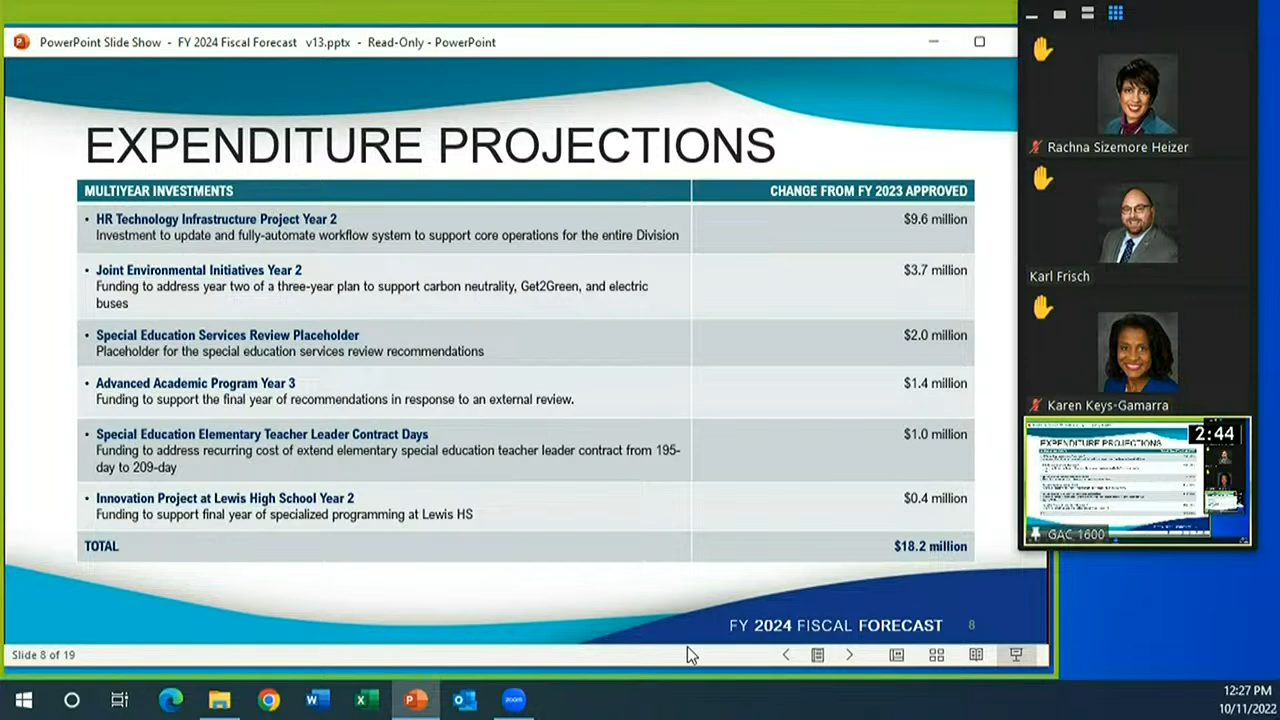 PowerPoint Slide Show - FY 2024 Fiscal Forecast v13.pptx - Read-Only - PowerPoint
EXPENDITURE PROJECTIONS
MULTIYEAR INVESTMENTS CHANGE FROM FY 2023 APPROVED
• HR Technology Infrastructure Project Year 2 $9.6 million
Investment to update and fully-automate workflow system to support core operations for the entire Division
• Joint Environmental Initiatives Year 2 $3.7 million
Funding to address year two of a three-year plan to support carbon neutrality, Get2Green, and electric
buses
• Special Education Services Review Placeholder $2.0 million
Placeholder for the special education services review recommendations
• Advanced Academic Program Year 3 $1.4 million
Funding to support the final year of recommendations in response to an external review.
• Special Education Elementary Teacher Leader Contract Days $1.0 million
Funding to address recurring cost of extend elementary special education teacher leader contract from 195-
day to 209-day
• Innovation Project at Lewis High School Year 2 $0.4 million
Funding to support final year of specialized programming at Lewis HS
TOTAL $18.2 million
FY 2024 FISCAL FORECAST 8
Slide 8 of 19
Rachna Sizemore Heizer
Karl Frisch
Karen Keys-Gamarra
EXPENDITURE PROJECTIONS
2:44
GAC 1600
zoom
12:27 PM
10/11/2022